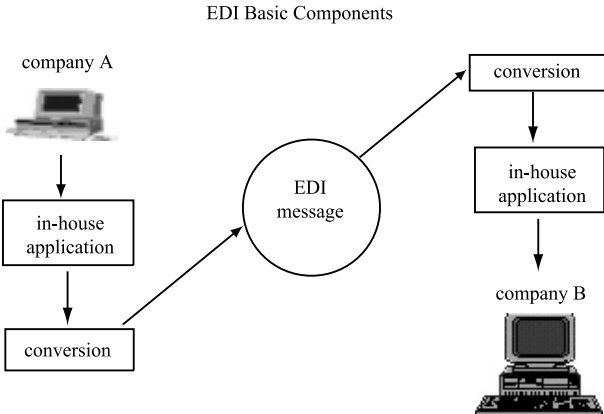 EDI Basic Components
company A
in-house
application
conversion
EDI
message
conversion
in-house
application
company B